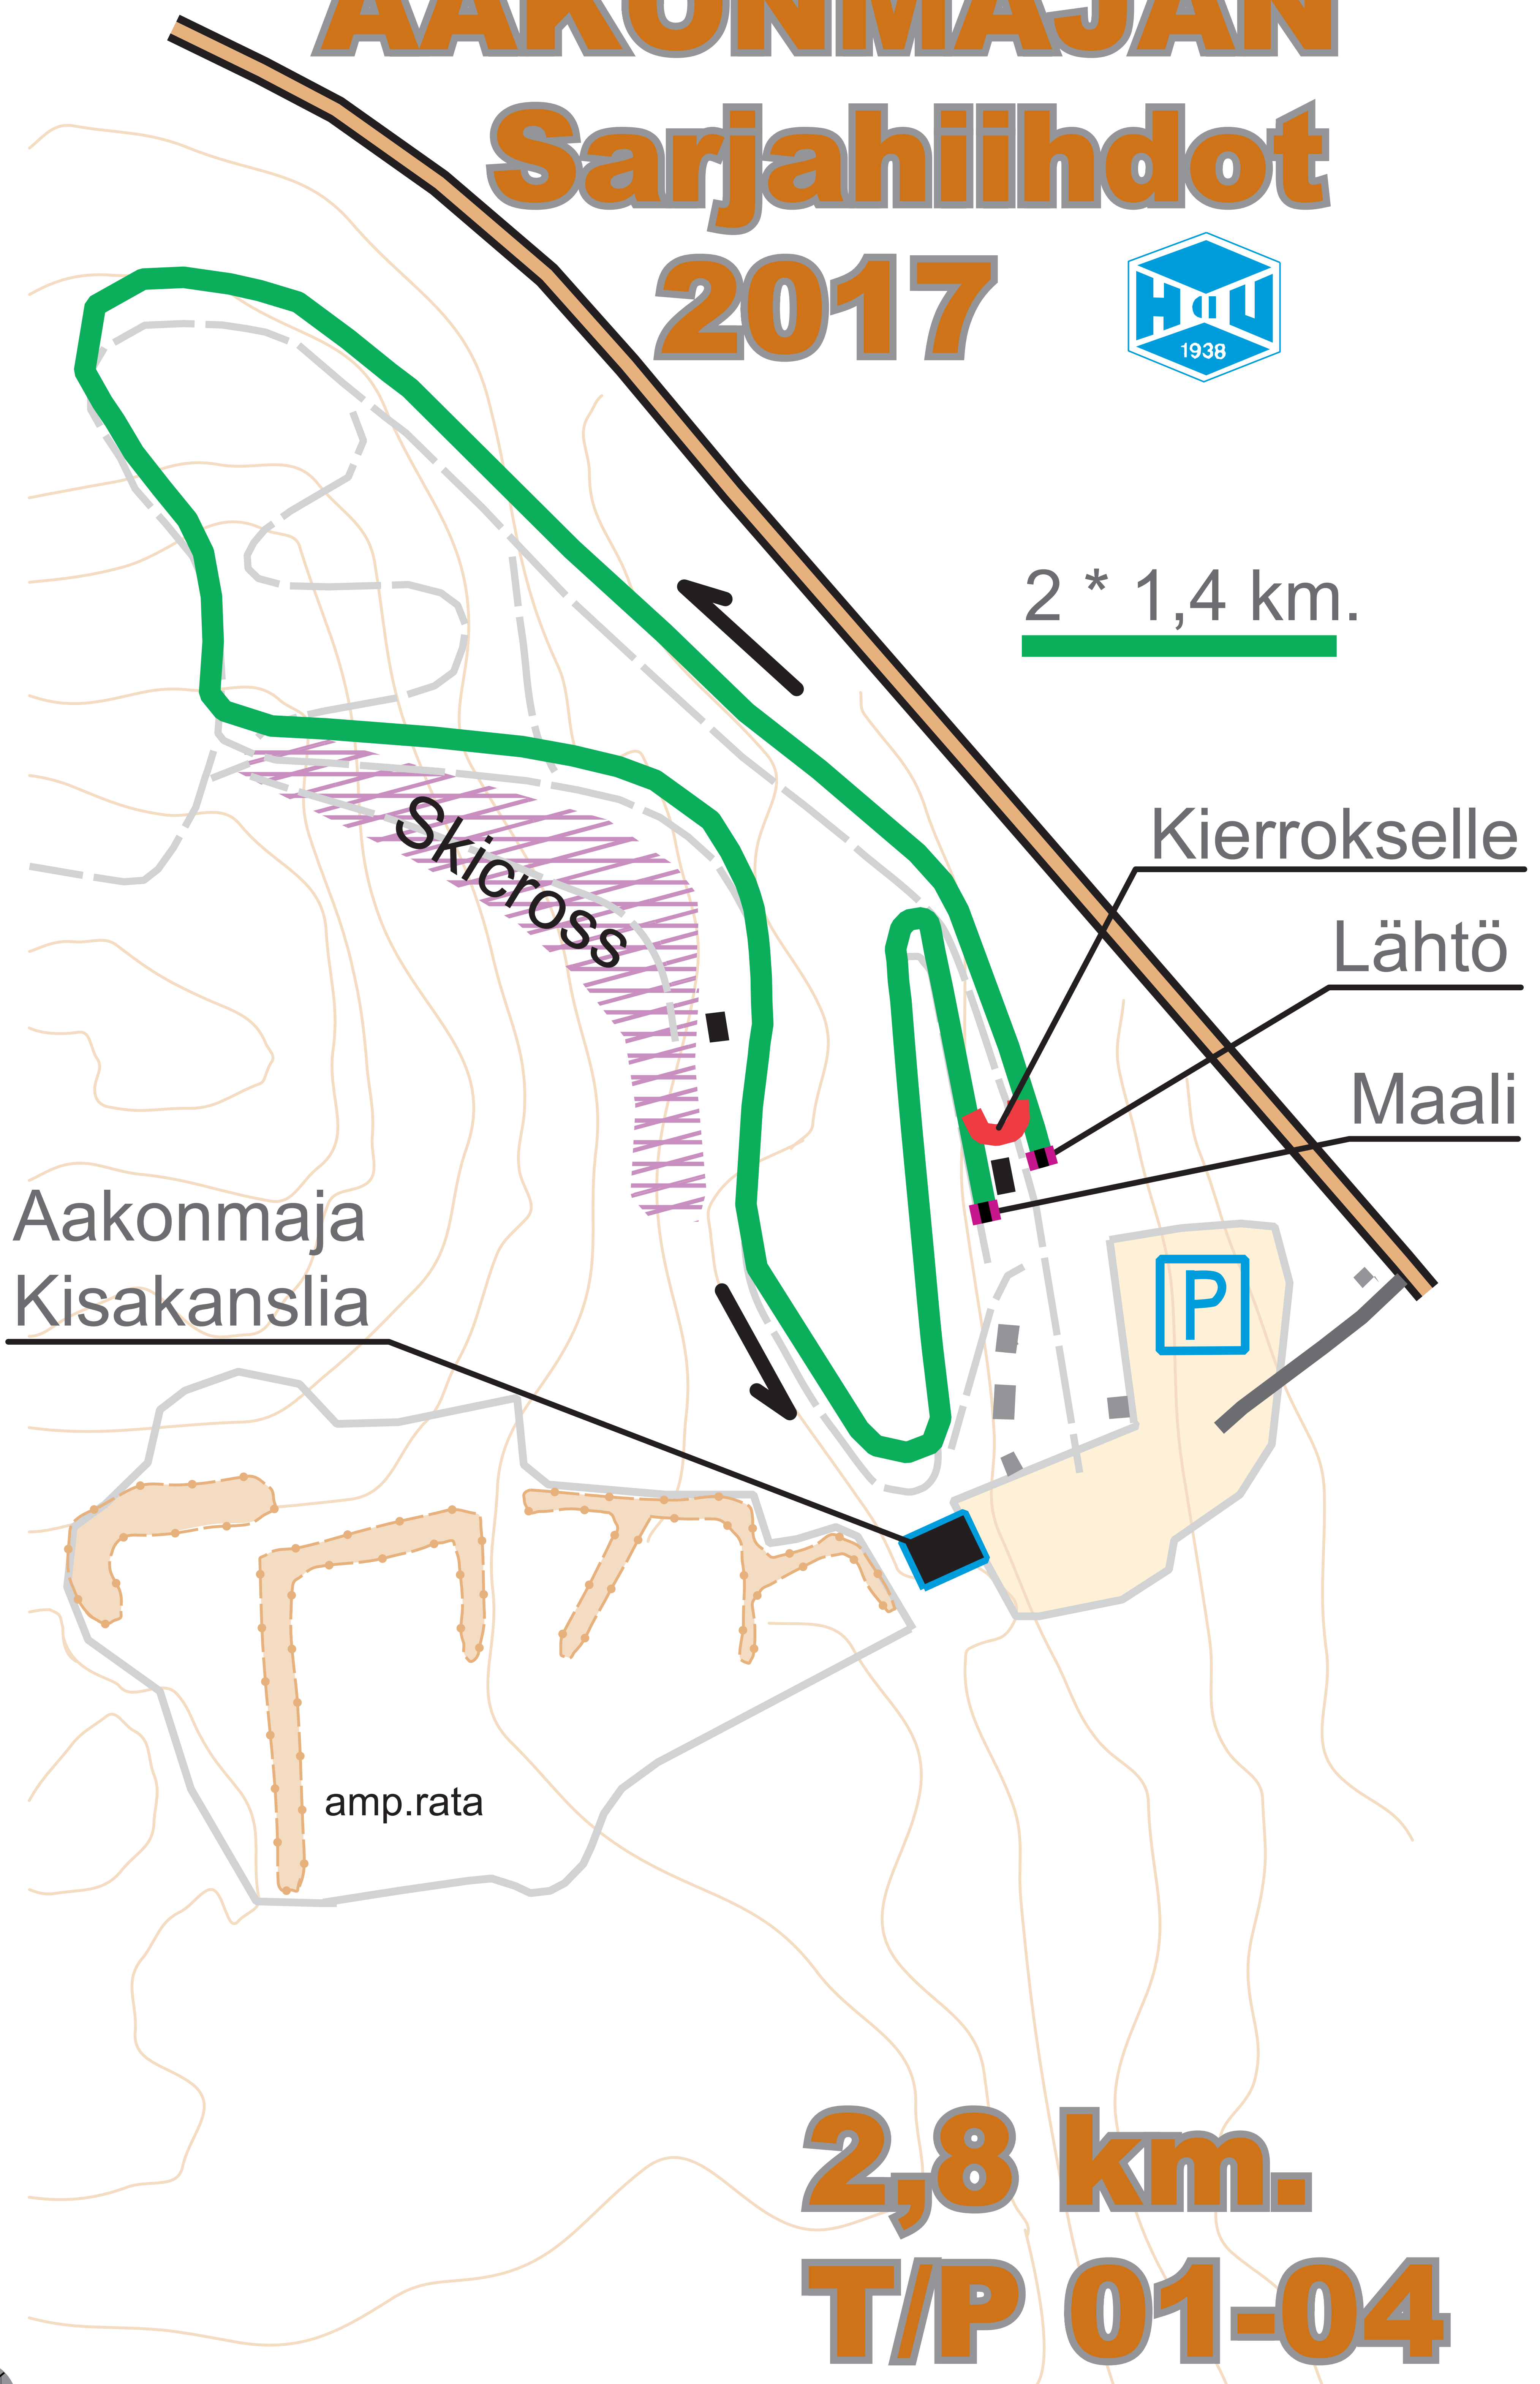 AAKONMAJAN
Sarjahiihdot
2017
1938
2 * 1,4 km.
Kierrokselle
Skicross
Lähtö
Maali
P
Aakonmaja
Kisakanslia
amp.rata
2,8 km.
T/P 01-04